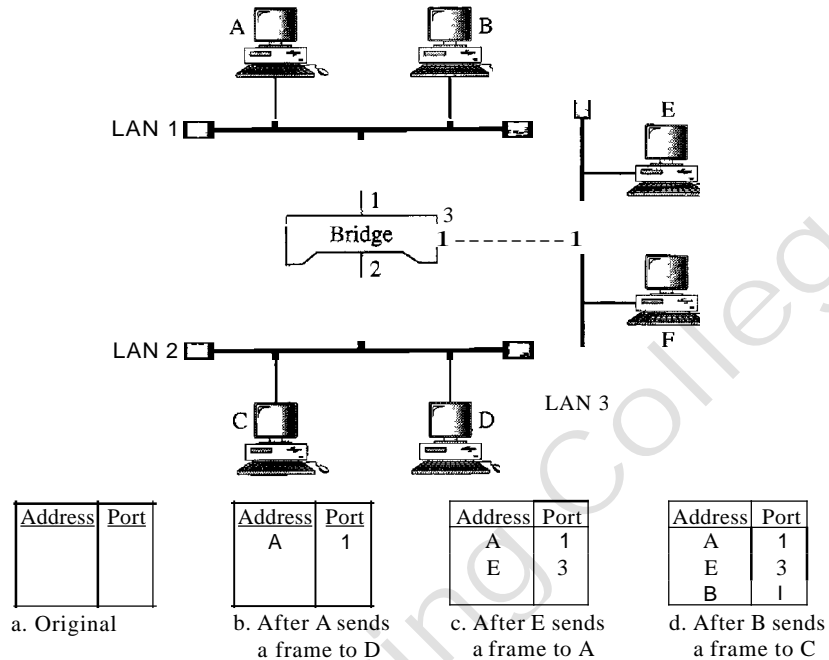 A
B
LAN 1
E
1
3
Bridge
1
1
2
F
LAN 2
LAN 3
C
D
Address Port
a. Original
Address Port
A 1
b. After A sends
a frame to D
Address Port
A 1
E 3
c. After E sends
a frame to A
Address Port
A 1
E 3
B I
d. After B sends
a frame to C
ing Colleg